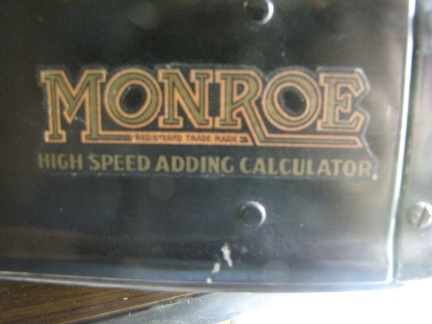 MONROE
REGISTERED TRADE MARK
HIGH SPEED ADDING CALCULATOR